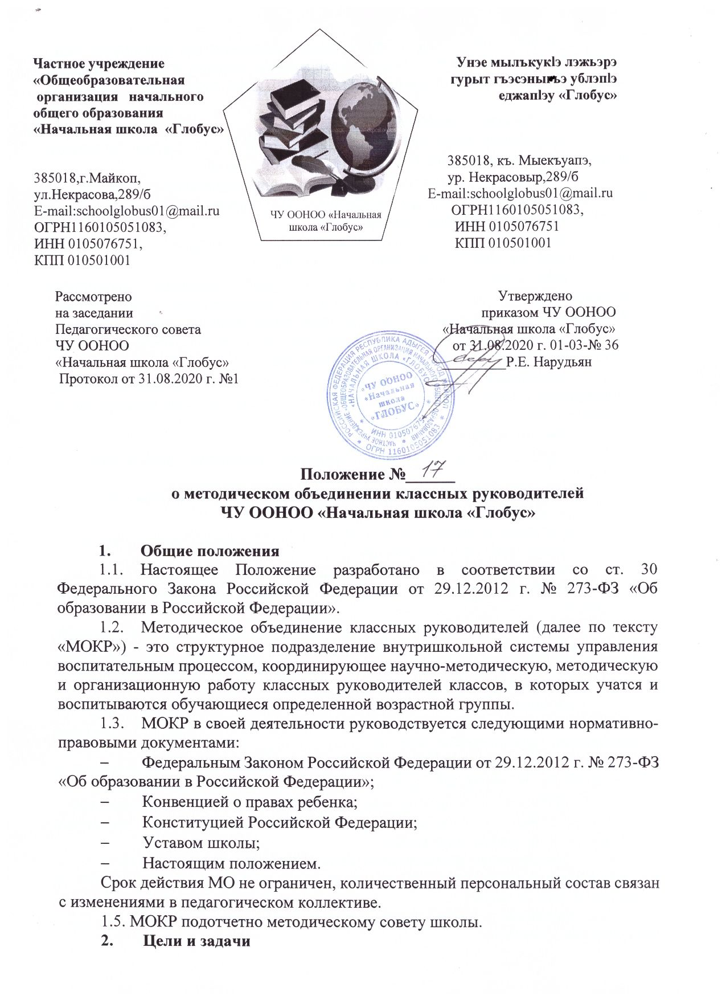 Частное учреждение
«Общеобразовательная
организация начального
общего образования
«Начальная школа «Глобус»
385018,г.Майкоп,
ул.Некрасова,289/б
E-mail:schoolglobus01@mail.ru
ОГРН1160105051083,
ИНН 0105076751,
КПП 010501001
ЧУ ООНОО «Начальная
школа «Глобус»
Унэе мылъкукIэ лэжьэрэ
гурыт гъэсэныгъэ ублэпIэ
еджапIэу «Глобус»
385018, къ. Мыекъуапэ,
ур. Некрасовыр,289/б
E-mail:schoolglobus01@mail.ru
ОГРН1160105051083,
ИНН 0105076751
КПП 010501001
Рассмотрено
на заседании
Педагогического совета
ЧУ ООНОО
«Начальная школа «Глобус»
Протокол от 31.08.2020 г. №1
Утверждено
приказом ЧУ ООНОО
«Начальная школа «Глобус»
от 31.08.2020 г. 01-03-№ 36
_________Р.Е. Нарудьян
РОССИЙСКАЯ ФЕДЕРАЦИЯ РЕСПУБЛИКА АДЫГЕЯ ГОРОД МАЙКОП
* ОГРН 1160105051083 *
ЧАСТНОЕ УЧРЕЖДЕНИЕ «ОБЩЕОБРАЗОВАТЕЛЬНАЯ ОРГАНИЗАЦИЯ НАЧАЛЬНОГО ОБЩЕГО ОБРАЗОВАНИЯ
«НАЧАЛЬНАЯ ШКОЛА «ГЛОБУС»
* ИНН 0105076751 *
«ЧУ ООНОО
«Начальная
школа
«ГЛОБУС»
Положение №______ 17
о методическом объединении классных руководителей
ЧУ ООНОО «Начальная школа «Глобус»
1. Общие положения
1.1. Настоящее Положение разработано в соответствии со ст. 30
Федерального Закона Российской Федерации от 29.12.2012 г. № 273-ФЗ «Об
образовании в Российской Федерации».
1.2. Методическое объединение классных руководителей (далее по тексту
«МОКР») - это структурное подразделение внутришкольной системы управления
воспитательным процессом, координирующее научно-методическую, методическую
и организационную работу классных руководителей классов, в которых учатся и
воспитываются обучающиеся определенной возрастной группы.
1.3. МОКР в своей деятельности руководствуется следующими нормативно-
правовыми документами:
– Федеральным Законом Российской Федерации от 29.12.2012 г. № 273-ФЗ
«Об образовании в Российской Федерации»;
– Конвенцией о правах ребенка;
– Конституцией Российской Федерации;
– Уставом школы;
– Настоящим положением.
Срок действия МО не ограничен, количественный персональный состав связан
с изменениями в педагогическом коллективе.
1.5. МОКР подотчетно методическому совету школы.
2. Цели и задачи